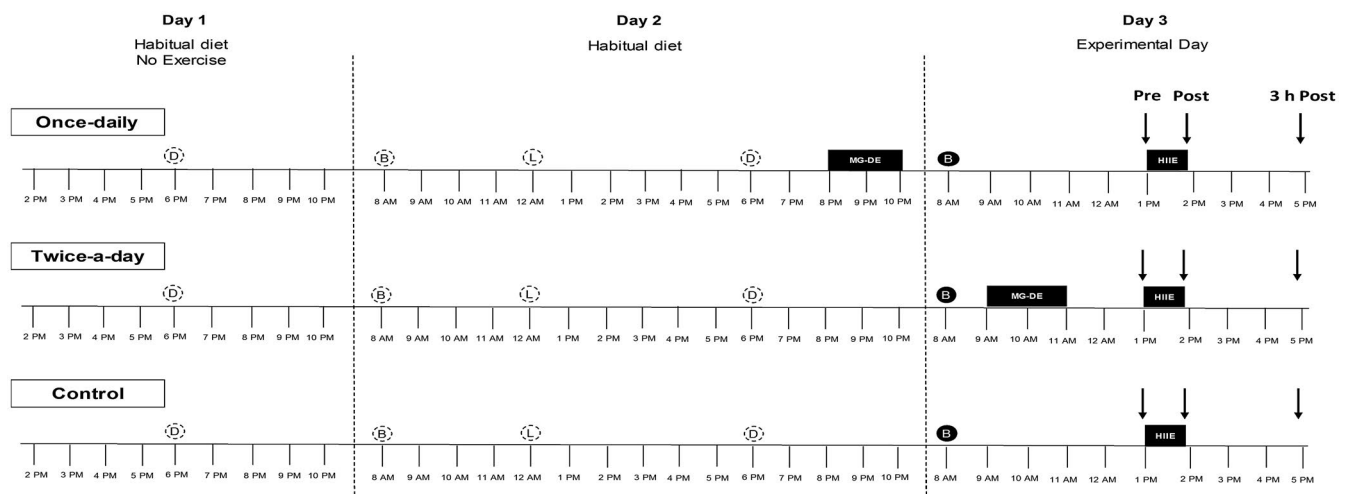 Day 1
Habitual diet
No Exercise
Day 2
Habitual diet
Day 3
Experimental Day
Pre Post 3 h Post
Once-daily
D B L D MG-DE B HIIE
2 PM 3 PM 4 PM 5 PM 6 PM 7 PM 8 PM 9 PM 10 PM 8 AM 9 AM 10 AM 11 AM 12 AM 1 PM 2 PM 3 PM 4 PM 5 PM 6 PM 7 PM 8 PM 9 PM 10 PM 8 AM 9 AM 10 AM 11 AM 12 AM 1 PM 2 PM 3 PM 4 PM 5 PM
Twice-a-day
D B L D B MG-DE HIIE
2 PM 3 PM 4 PM 5 PM 6 PM 7 PM 8 PM 9 PM 10 PM 8 AM 9 AM 10 AM 11 AM 12 AM 1 PM 2 PM 3 PM 4 PM 5 PM 6 PM 7 PM 8 PM 9 PM 10 PM 8 AM 9 AM 10 AM 11 AM 12 AM 1 PM 2 PM 3 PM 4 PM 5 PM
Control
D B L D B HIIE
2 PM 3 PM 4 PM 5 PM 6 PM 7 PM 8 PM 9 PM 10 PM 8 AM 9 AM 10 AM 11 AM 12 AM 1 PM 2 PM 3 PM 4 PM 5 PM 6 PM 7 PM 8 PM 9 PM 10 PM 8 AM 9 AM 10 AM 11 AM 12 AM 1 PM 2 PM 3 PM 4 PM 5 PM